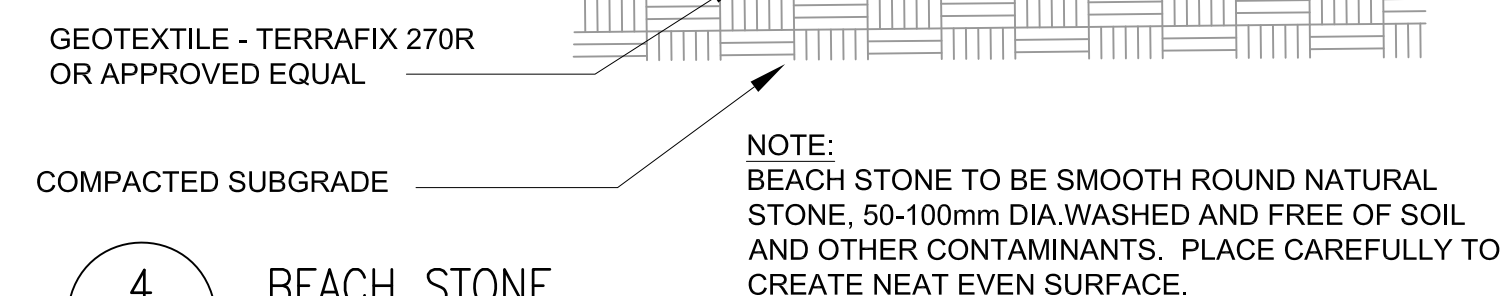 GEOTEXTILE - TERRAFIX 270R
OR APPROVED EQUAL
COMPACTED SUBGRADE
NOTE:
BEACH STONE TO BE SMOOTH ROUND NATURAL
STONE, 50-100mm DIA.WASHED AND FREE OF SOIL
AND OTHER CONTAMINANTS. PLACE CAREFULLY TO
CREATE NEAT EVEN SURFACE.
4
BEACH STONE